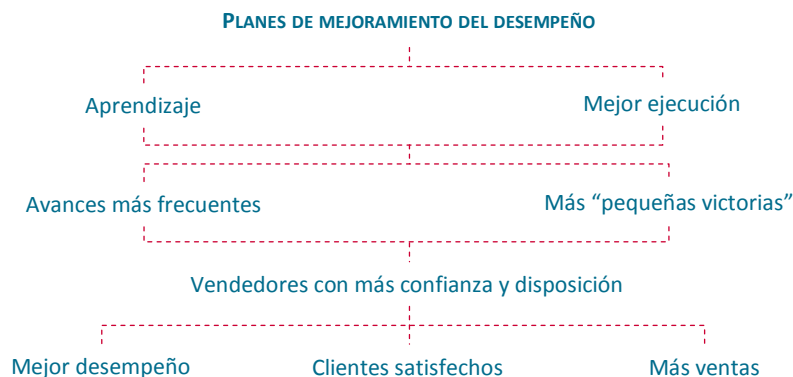 PLANES DE MEJORAMIENTO DEL DESEMPEÑO
Aprendizaje
Mejor ejecución
Avances más frecuentes
Más “pequeñas victorias”
Vendedores con más confianza y disposición
Mejor desempeño
Clientes satisfechos
Más ventas